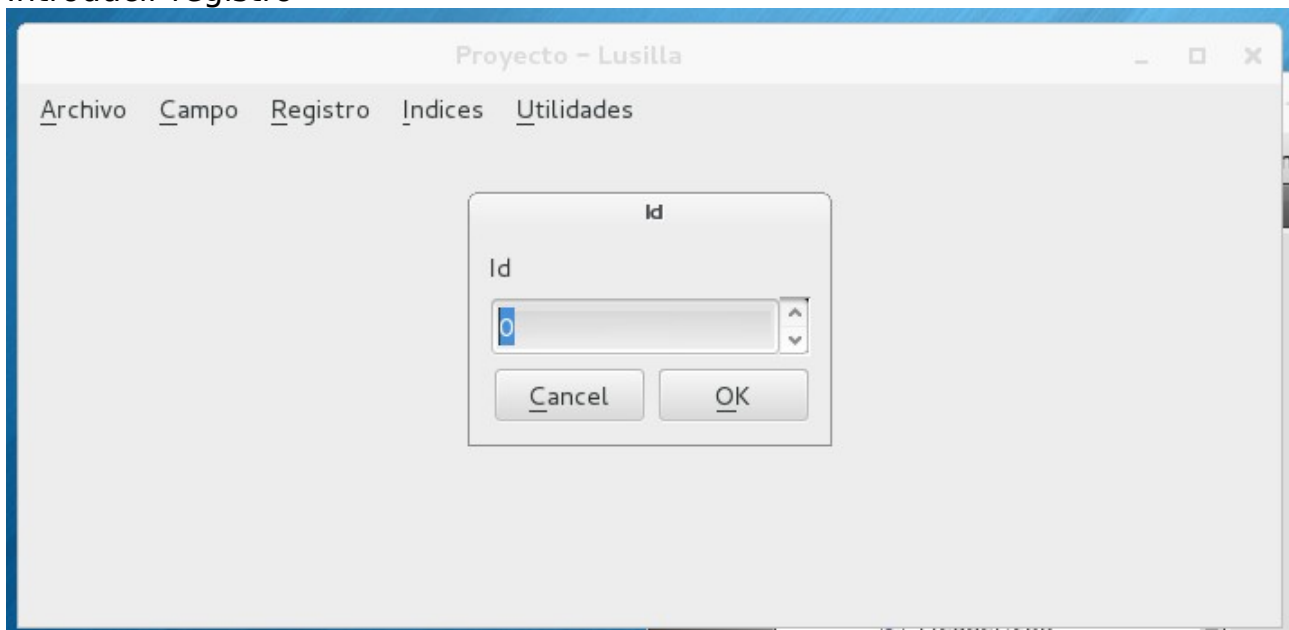 Proyecto - Lusilla
Archivo Campo Registro Indices Utilidades
Id
Id
0
Cancel OK